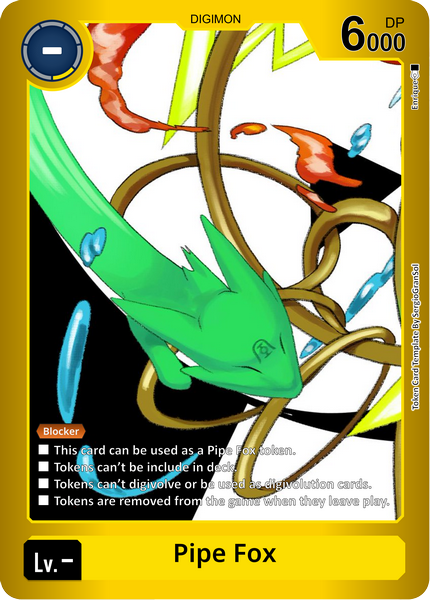 DIGIMON
-
DP
6000
Enrique
Token Card Template By SergioGranSol
Blocker
This card can be used as a Pipe Fox token.
Tokens can't be include in deck.
Tokens can't digivolve or be used as digivolution cards.
Tokens are removed from the game when they leave play.
Lv.-
Pipe Fox